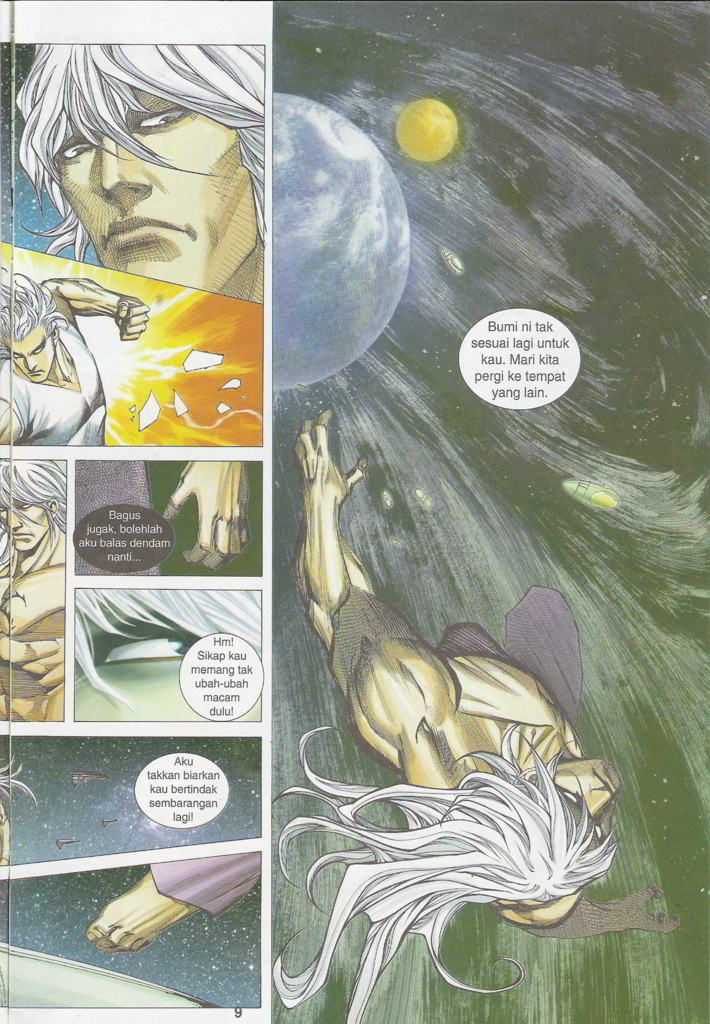 Bagus
jugak, bolehlah
aku balas dendam
nanti...
Hm!
Sikap kau
memang tak
ubah-ubah
macam
dulu!
Aku
takkan biarkan
kau bertindak
sembarangan
lagi!
Bumi ni tak
sesuai lagi untuk
kau. Mari kita
pergi ke tempat
yang lain.
9